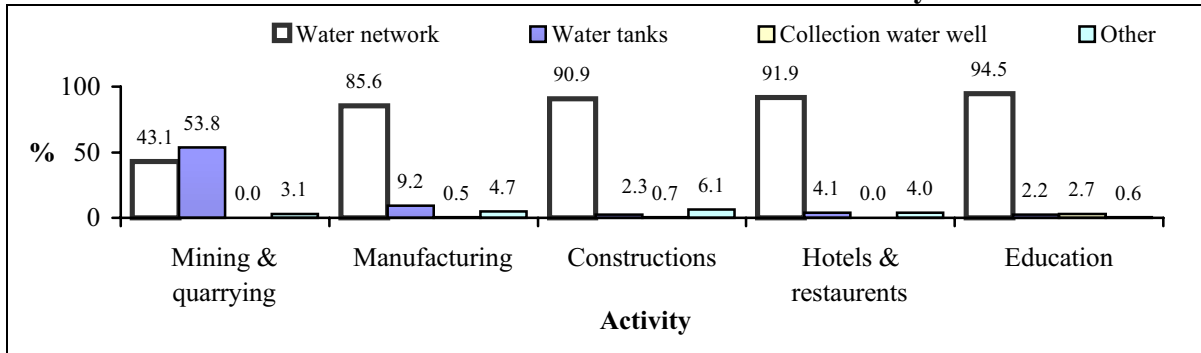 Water network Water tanks Collection water well Other
100
50
0
%
43.1 53.8 0.0 3.1
85.6 9.2 0.5 4.7
90.9 2.3 0.7 6.1
91.9 4.1 0.0 4.0
94.5 2.2 2.7 0.6
Mining &
quarrying
Manufacturing
Constructions
Hotels &
restaurents
Education
Activity